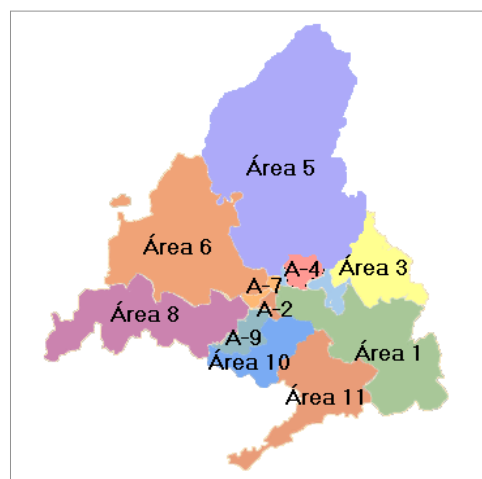 Área 5
Área 6
A-4
Área 3
A-7
A-2
Área 8
A-9
Área 1
Área 10
Área 11